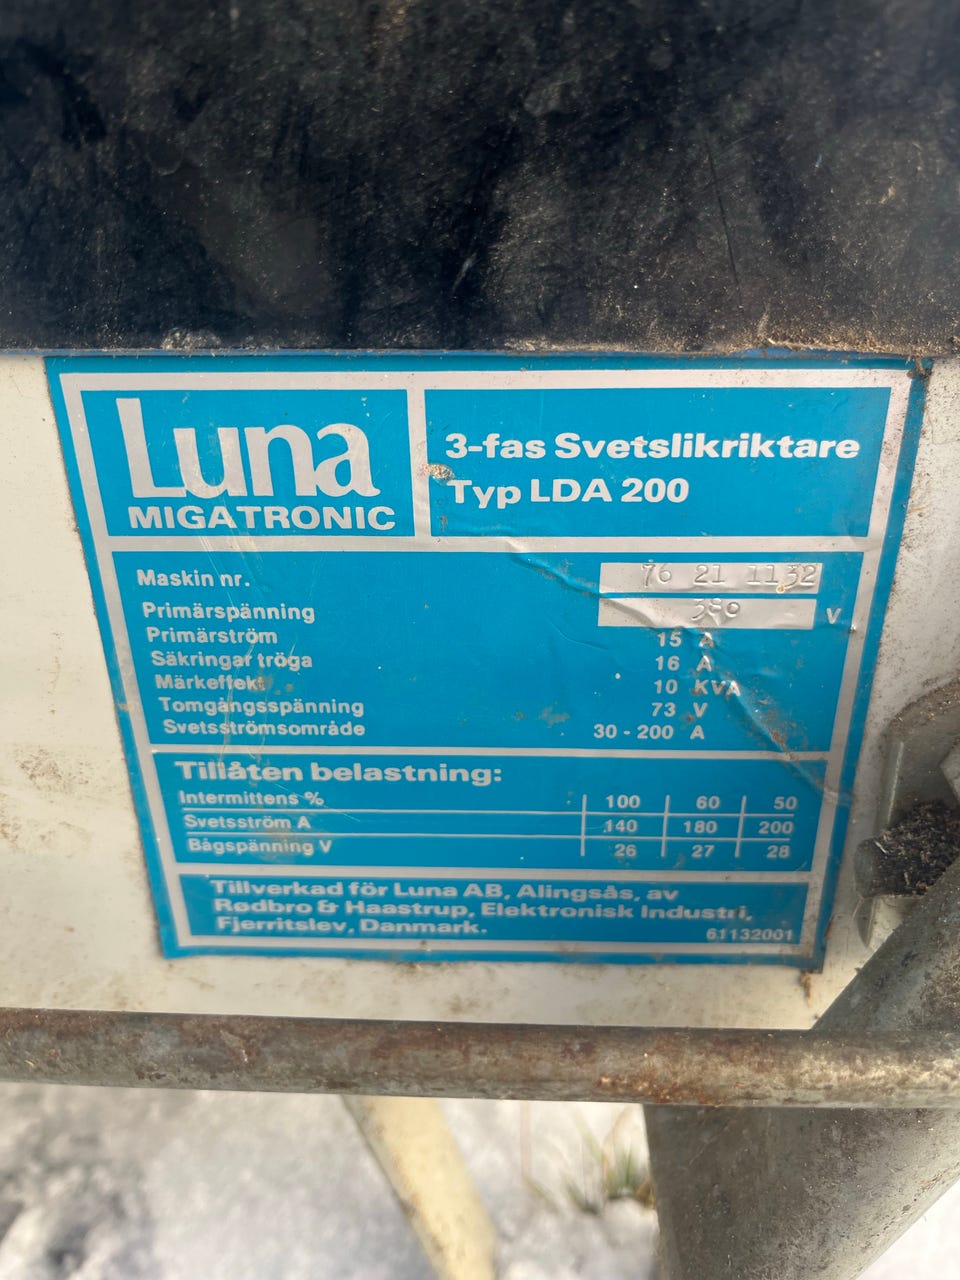 Luna
MIGATRONIC
3-fas Svetslikriktare
Typ LDA 200
Maskin nr. 76 21 1132
Primärspänning 380 V
Primärström 15 A
Säkringar tröga 16 A
Märkeffekt 10 KVA
Tomgångsspänning 73 V
Svetsströmsområde 30-200 A
Tillåten belastning:
Intermittens % 100 60 50
Svetsström A 140 180 200
Bågspänning V 26 27 28
Tillverkad för Luna AB, Alingsås, av
Rødbro & Haastrup, Elektronisk Industri,
Fjerritslev, Danmark.
61132001